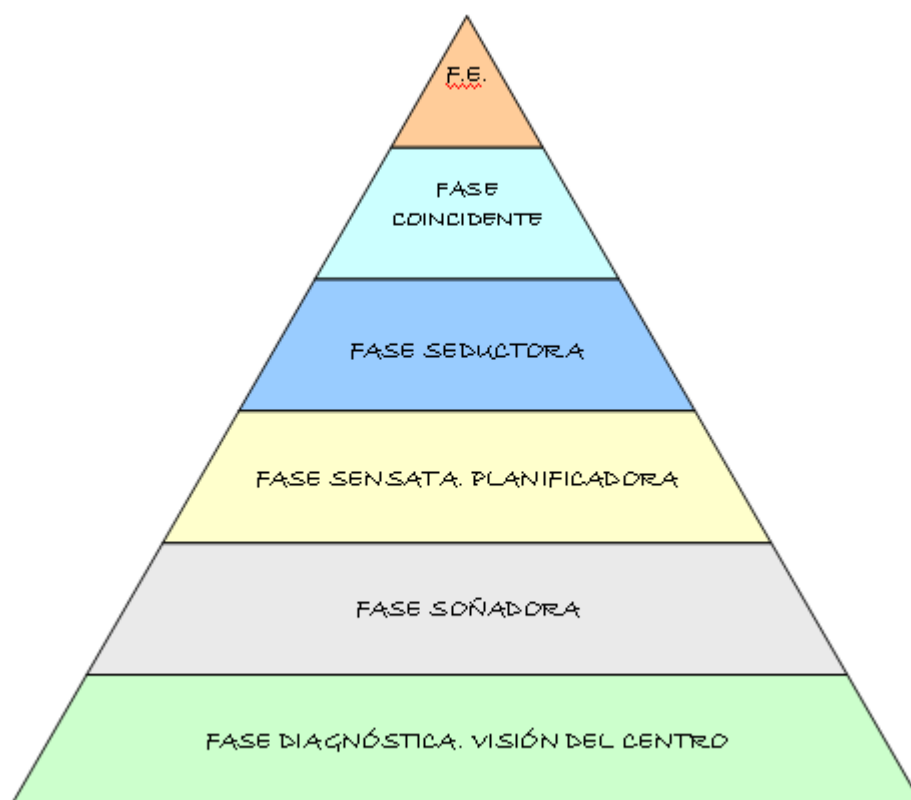 F.E.
FASE
COINCIDENTE
FASE SEDUCTORA
FASE SENSATA. PLANIFICADORA
FASE SOÑADORA
FASE DIAGNÓSTICA. VISIÓN DEL CENTRO